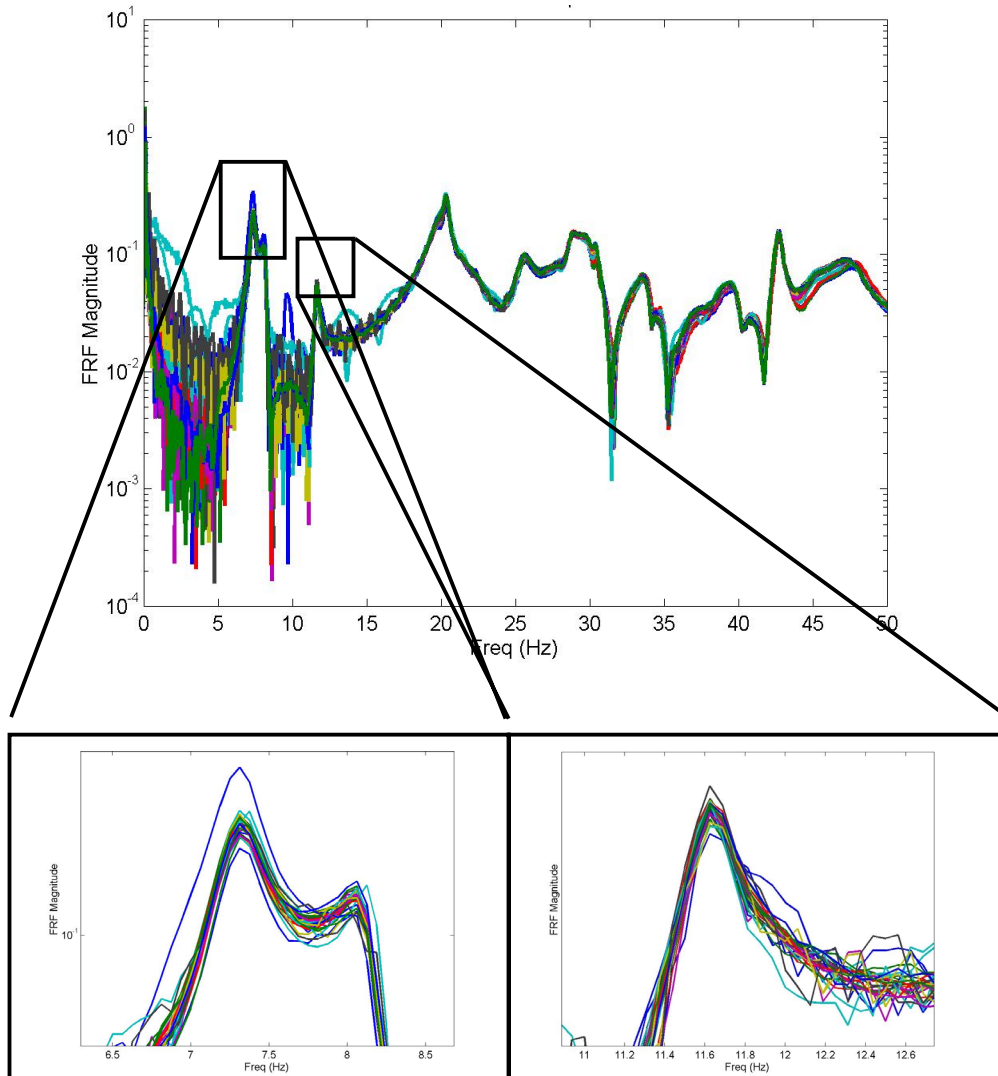 10^1
10^0
10^-1
10^-2
10^-3
10^-4
FRF Magnitude
0 5 10 15 20 25 30 35 40 45 50
Freq (Hz)
FRF Magnitude
10^-1
6.5 7 7.5 8 8.5
Freq (Hz)
FRF Magnitude
10^-1
11 11.2 11.4 11.6 11.8 12 12.2 12.4 12.6
Freq (Hz)